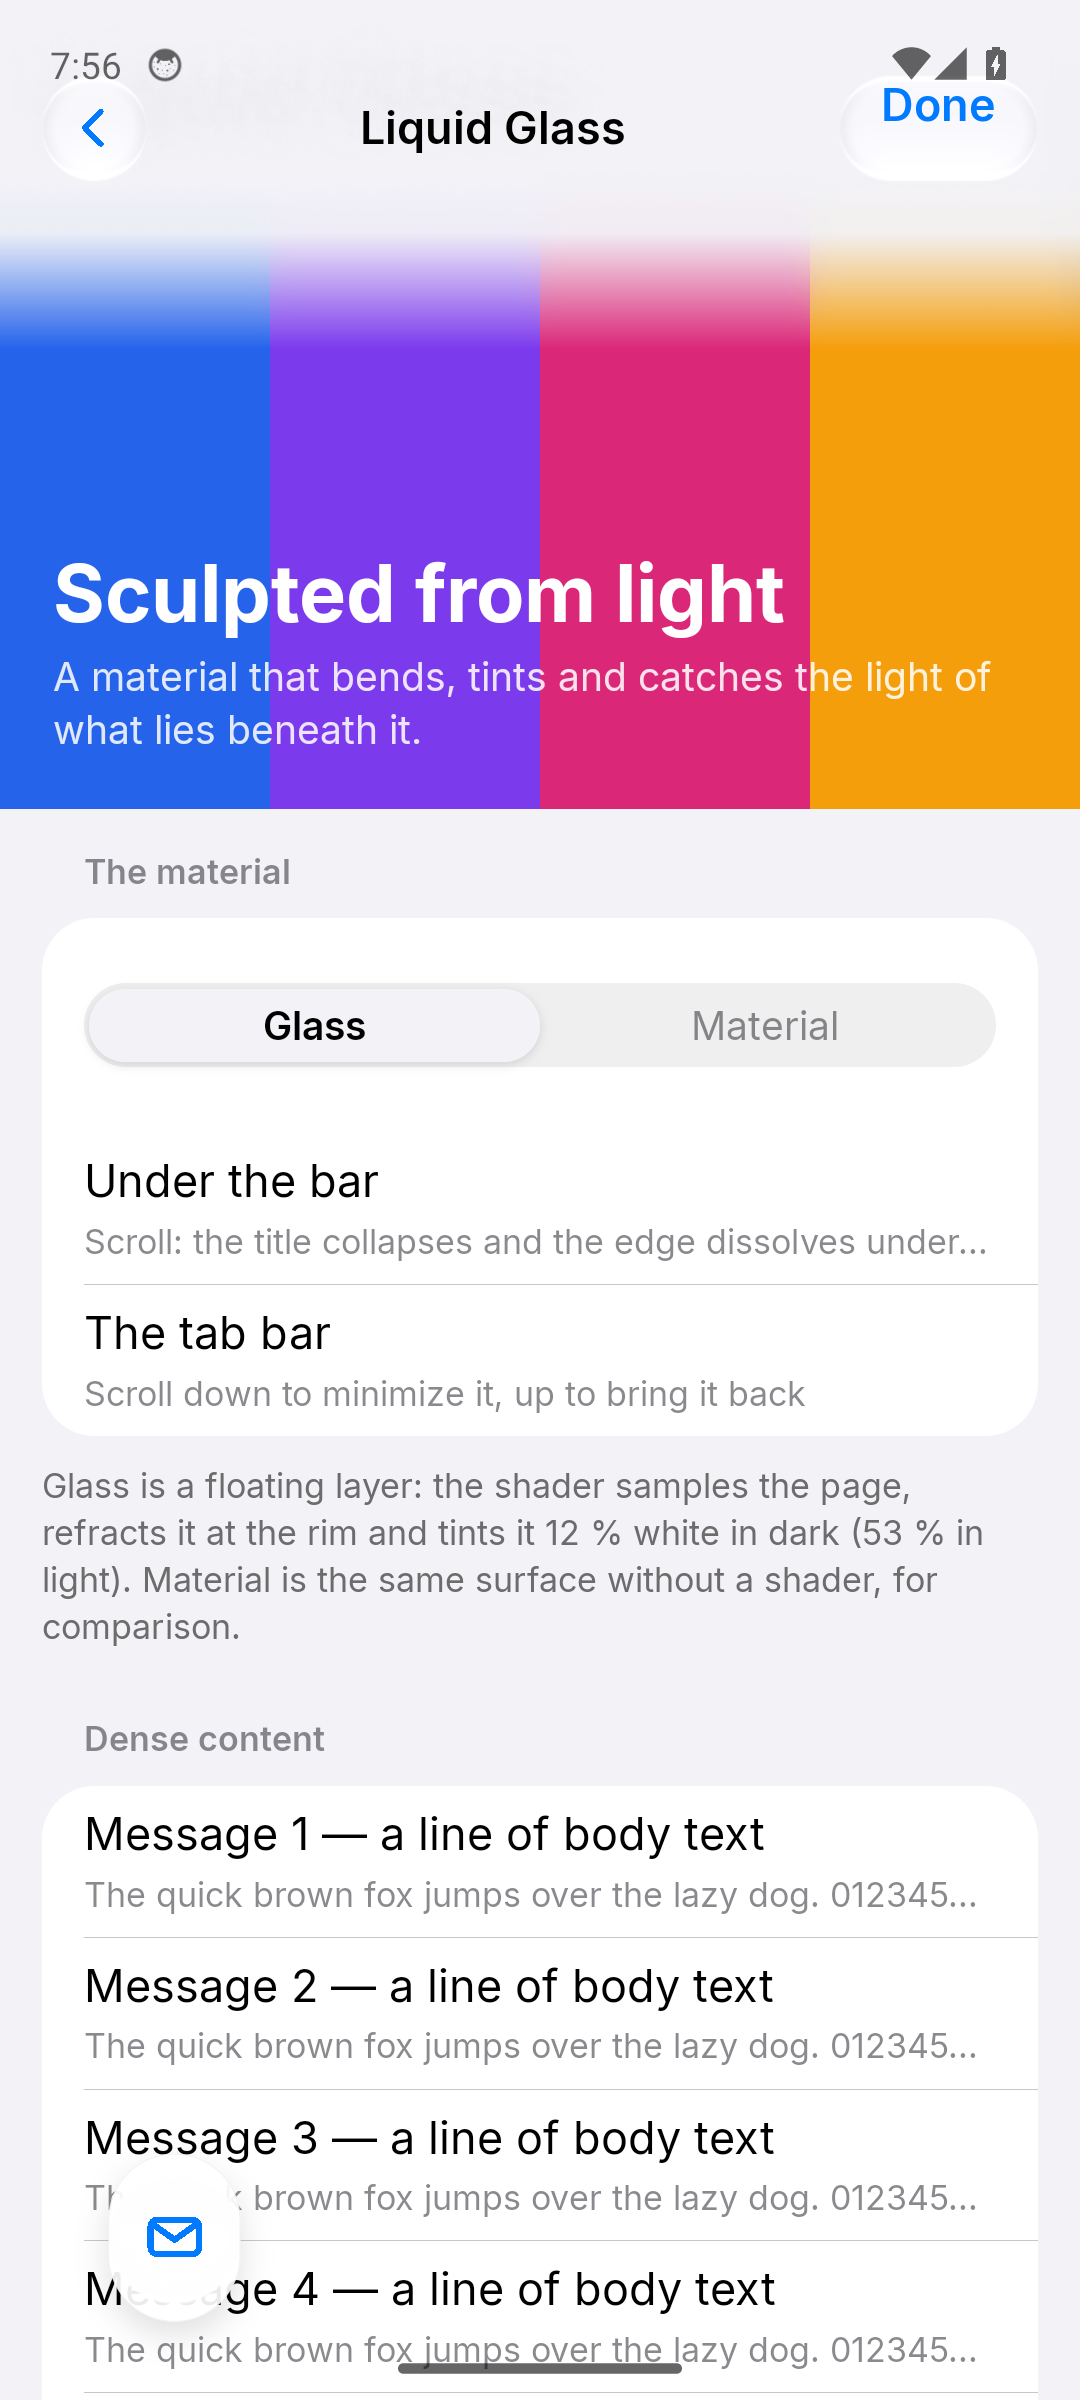 7:56
Done
Liquid Glass
Sculpted from light
A material that bends, tints and catches the light of
what lies beneath it.
The material
Glass
Material
Under the bar
Scroll: the title collapses and the edge dissolves under...
The tab bar
Scroll down to minimize it, up to bring it back
Glass is a floating layer: the shader samples the page,
refracts it at the rim and tints it 12 % white in dark (53 % in
light). Material is the same surface without a shader, for
comparison.
Dense content
Message 1 — a line of body text
The quick brown fox jumps over the lazy dog. 012345...
Message 2 — a line of body text
The quick brown fox jumps over the lazy dog. 012345...
Message 3 — a line of body text
brown fox jumps over the lazy dog. 012345...
4 — a line of body text
The quick brown fox jumps over the lazy dog. 012345...